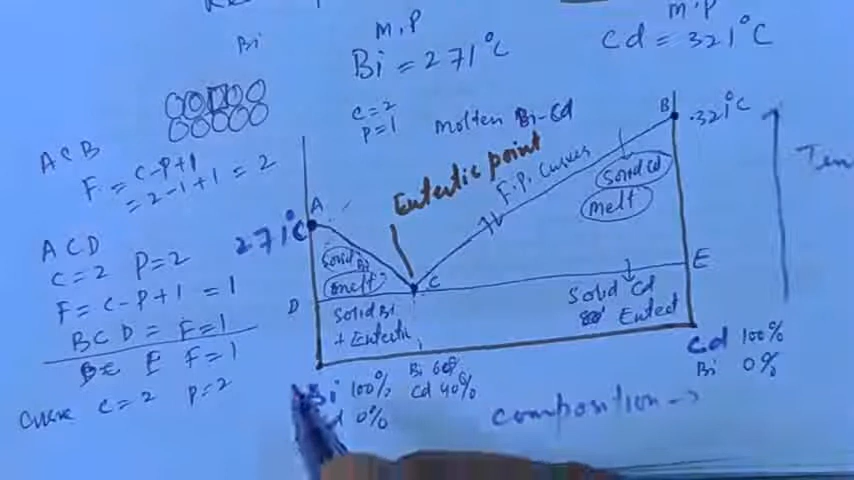 Bi
M.P
Bi = 271°C
M.P
Cd = 321°C
C=2
P=1
Molten Bi-Cd
ACB
F = C-P+1
= 2-1+1 = 2
ACD
C=2 P=2
F = C-P+1 = 1
BCD = F=1
F=1
C=2 P=2
A
271°C
B
321°C
Eutectic point
F.P. Curves
Solid Cd
melt
Solid Bi
melt
C
D
E
Solid Bi
+ Eutectic
Solid Cd
Eutect
Bi 100%
0%
Bi 60%
Cd 40%
Cd 100%
Bi 0%
Composition →
Tem